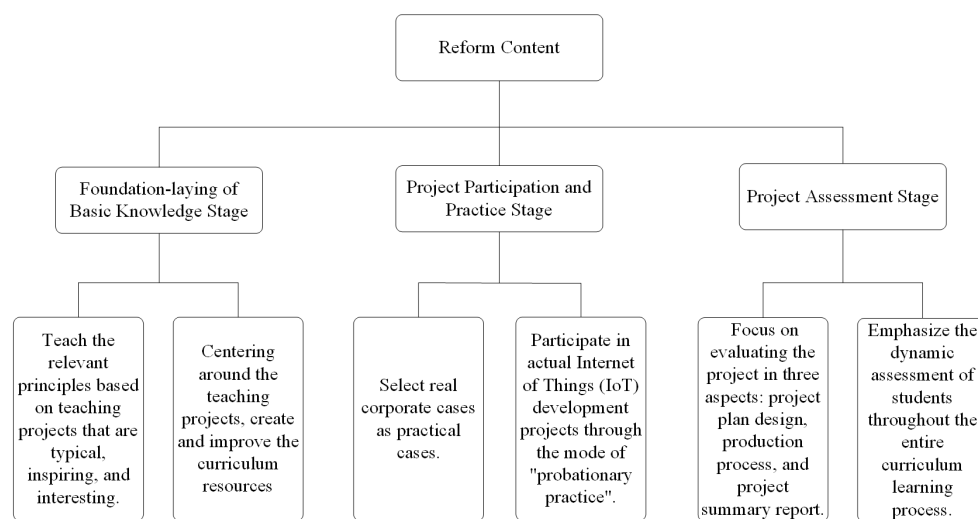 Reform Content
Foundation-laying of
Basic Knowledge Stage
Project Participation and
Practice Stage
Project Assessment Stage
Teach the
relevant
principles based
on teaching
projects that are
typical,
inspiring, and
interesting.
Centering
around the
teaching
projects, create
and improve the
curriculum
resources
Select real
corporate cases
as practical
cases.
Participate in
actual Internet
of Things (IoT)
development
projects through
the mode of
"probationary
practice".
Focus on
evaluating the
project in three
aspects: project
plan design,
production
process, and
project
summary report.
Emphasize the
dynamic
assessment of
students
throughout the
entire
curriculum
learning
process.